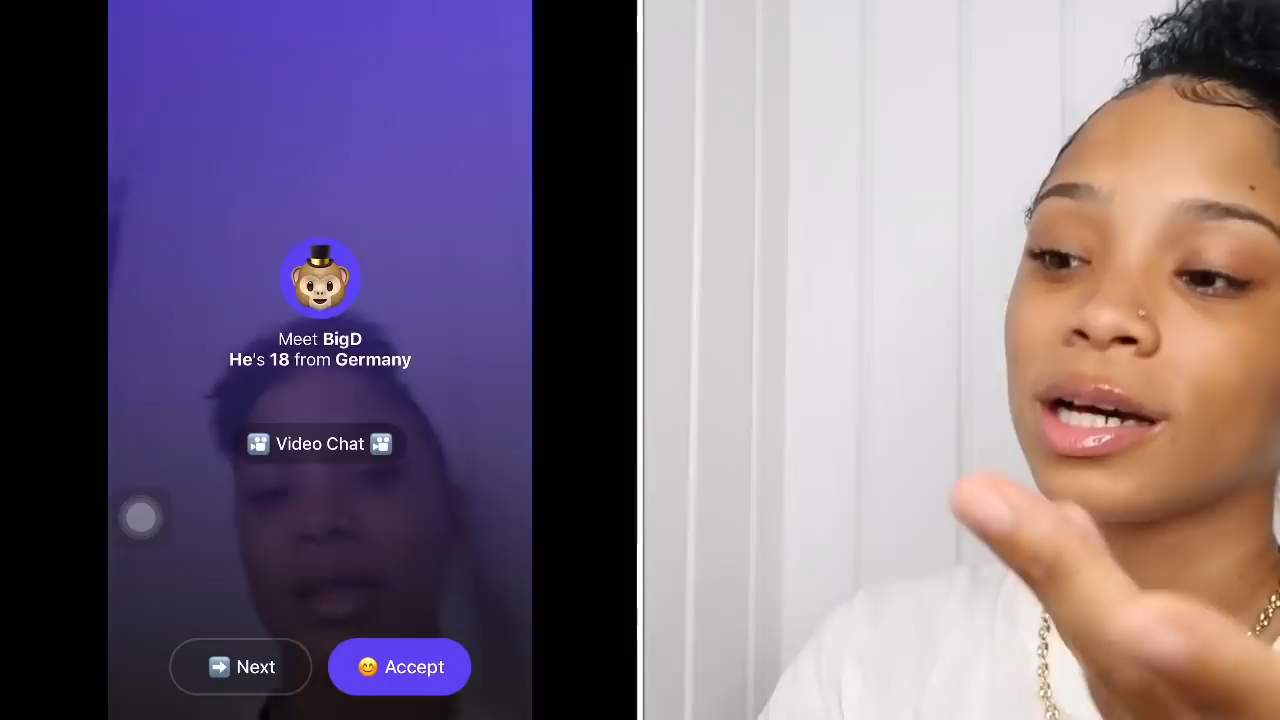 Meet BigD
He's 18 from Germany
Video Chat
Next
Accept